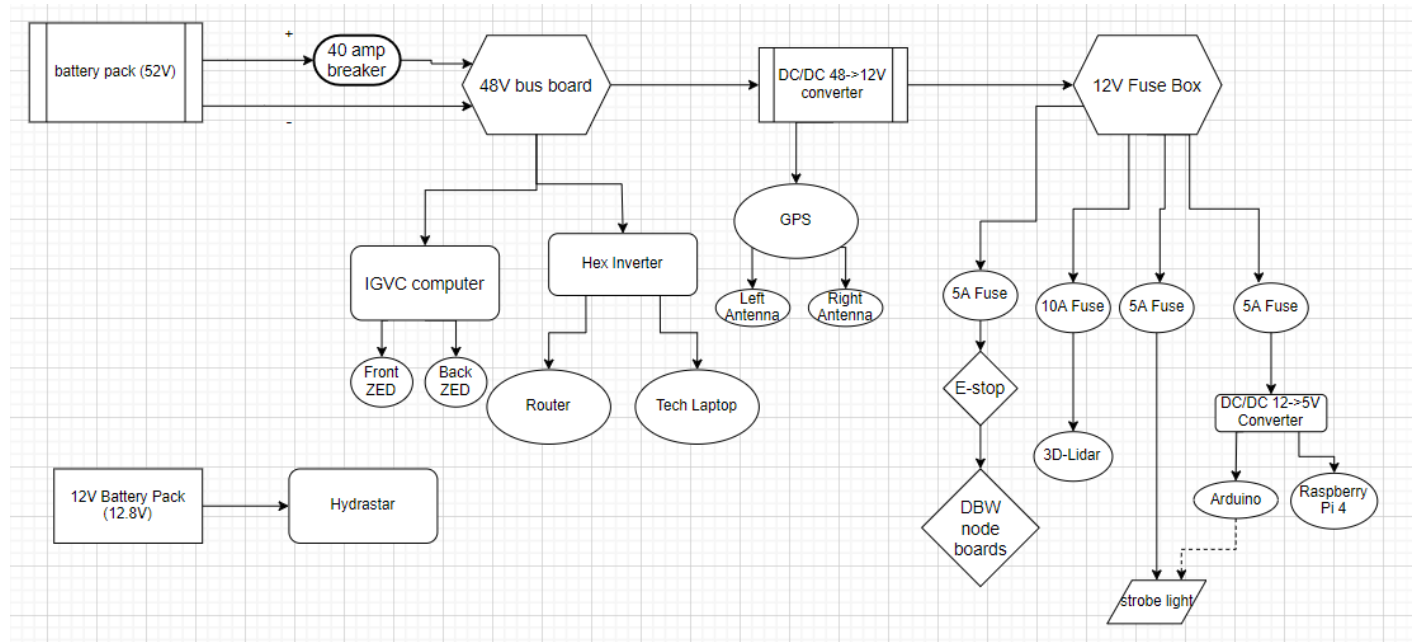 +
battery pack (52V)
40 amp
breaker
-
48V bus board
DC/DC 48->12V
converter
12V Fuse Box
IGVC computer
Front
ZED
Back
ZED
Hex Inverter
Router
Tech Laptop
GPS
Left
Antenna
Right
Antenna
5A Fuse
E-stop
DBW
node
boards
10A Fuse
3D-Lidar
5A Fuse
5A Fuse
DC/DC 12->5V
Converter
Arduino
Raspberry
Pi 4
strobe light
12V Battery Pack
(12.8V)
Hydrastar